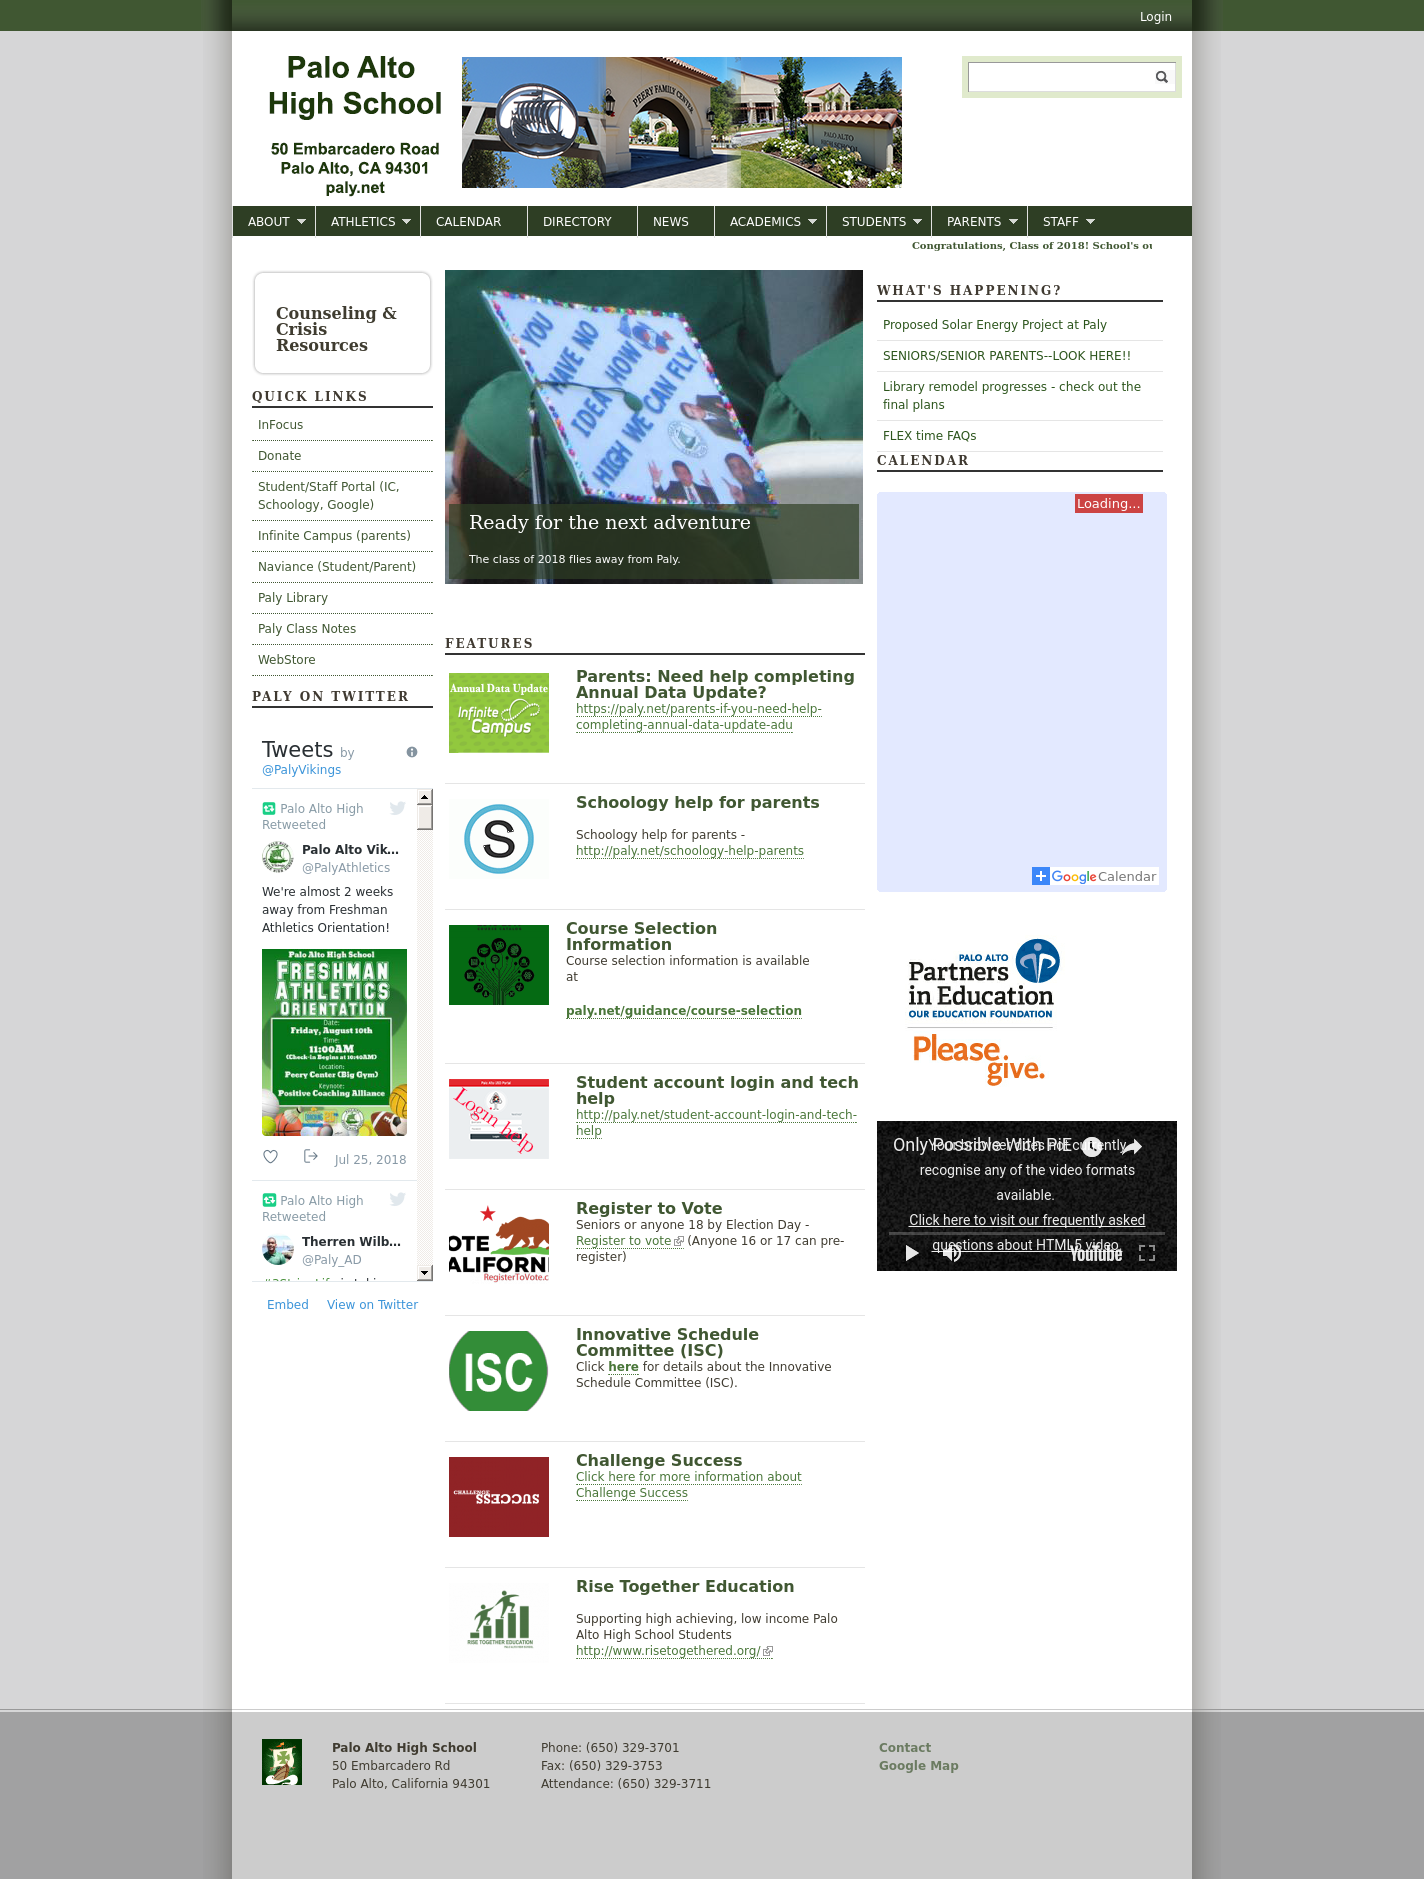 Login
Palo Alto
High School
50 Embarcadero Road
Palo Alto, CA 94301
paly.net
PEERY FAMILY CENTER
PALO ALTO
HIGH SCHOOL
ABOUT
ATHLETICS
CALENDAR
DIRECTORY
NEWS
ACADEMICS
STUDENTS
PARENTS
STAFF
Congratulations, Class of 2018! School's ou
Counseling &
Crisis
Resources
QUICK LINKS
InFocus
Donate
Student/Staff Portal (IC,
Schoology, Google)
Infinite Campus (parents)
Naviance (Student/Parent)
Paly Library
Paly Class Notes
WebStore
PALY ON TWITTER
Tweets by
@PalyVikings
Palo Alto High
Retweeted
Palo Alto Vik...
@PalyAthletics
We're almost 2 weeks
away from Freshman
Athletics Orientation!
Palo Alto High School
FRESHMAN
ATHLETICS
ORIENTATION
Date:
Friday, August 10th
Time:
11:00AM
(Check-in Begins at 10:40AM)
Location:
Peery Center (Big Gym)
Keynote:
Positive Coaching Alliance
Jul 25, 2018
Palo Alto High
Retweeted
Therren Wilb...
@Paly_AD
Embed
View on Twitter
YOU
HAVE NO
IDEA HOW
HIGH WE CAN FLY
Ready for the next adventure
The class of 2018 flies away from Paly.
FEATURES
Annual Data Update
Infinite
Campus
Parents: Need help completing
Annual Data Update?
https://paly.net/parents-if-you-need-help-
completing-annual-data-update-adu
S
Schoology help for parents
Schoology help for parents -
http://paly.net/schoology-help-parents
Course Selection
Information
Course selection information is available
at
paly.net/guidance/course-selection
Login help
Student account login and tech
help
http://paly.net/student-account-login-and-tech-
help
OTE
ALIFORNI
RegisterToVote.c
Register to Vote
Seniors or anyone 18 by Election Day -
Register to vote (Anyone 16 or 17 can pre-
register)
ISC
Innovative Schedule
Committee (ISC)
Click here for details about the Innovative
Schedule Committee (ISC).
CHALLENGE
SUCCESS
Challenge Success
Click here for more information about
Challenge Success
RISE TOGETHER EDUCATION
Rise Together Education
Supporting high achieving, low income Palo
Alto High School Students
http://www.risetogethered.org/
WHAT'S HAPPENING?
Proposed Solar Energy Project at Paly
SENIORS/SENIOR PARENTS--LOOK HERE!!
Library remodel progresses - check out the
final plans
FLEX time FAQs
CALENDAR
Loading...
Google Calendar
PALO ALTO
Partners
in Education
OUR EDUCATION FOUNDATION
Please
give.
Only Possible With PiE
Your browser does not currently
recognise any of the video formats
available.
Click here to visit our frequently asked
questions about HTML5 video.
YouTube
Palo Alto High School
50 Embarcadero Rd
Palo Alto, California 94301
Phone: (650) 329-3701
Fax: (650) 329-3753
Attendance: (650) 329-3711
Contact
Google Map